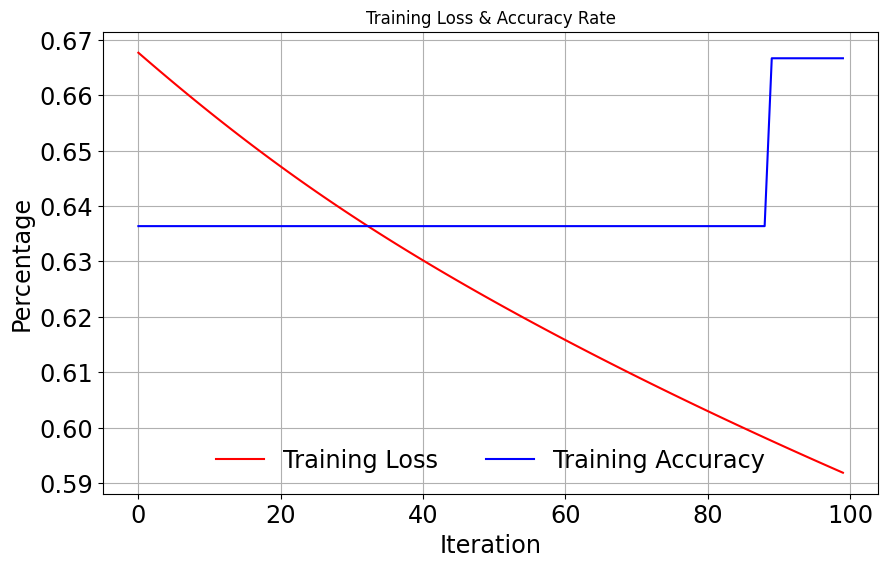 Training Loss & Accuracy Rate
0.67
0.66
0.65
0.64
0.63
0.62
0.61
0.60
0.59
Percentage
Training Loss Training Accuracy
0 20 40 60 80 100
Iteration